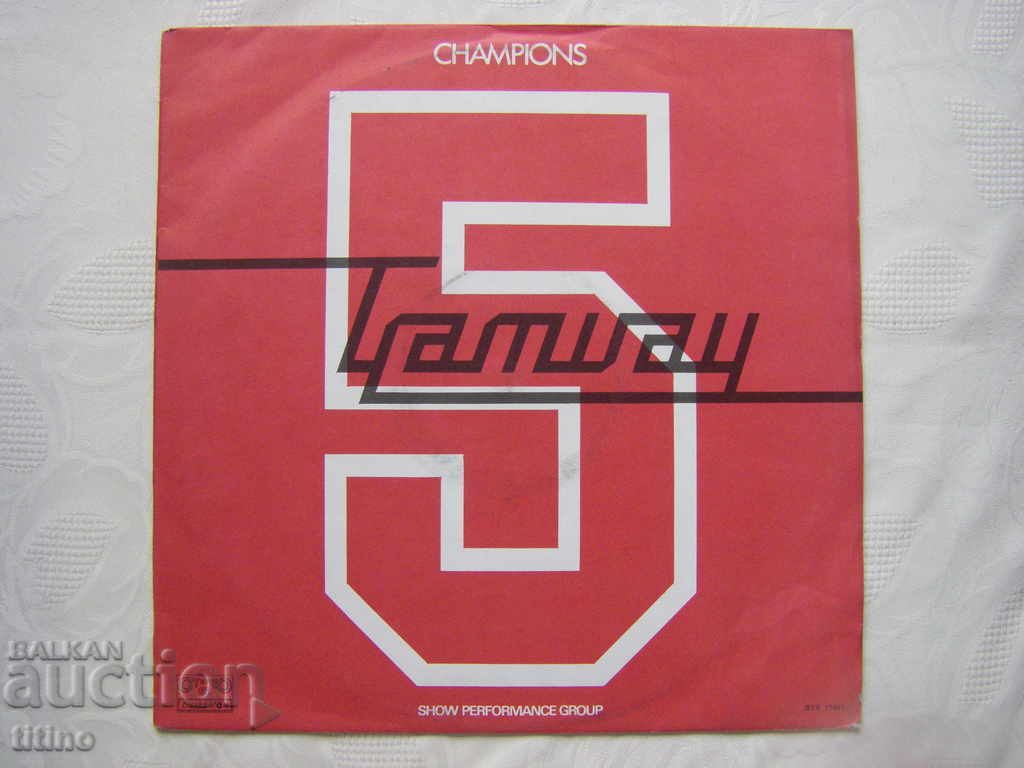 CHAMPIONS
5
Tramway
SHOW PERFORMANCE GROUP
BALKAN
auction
titino